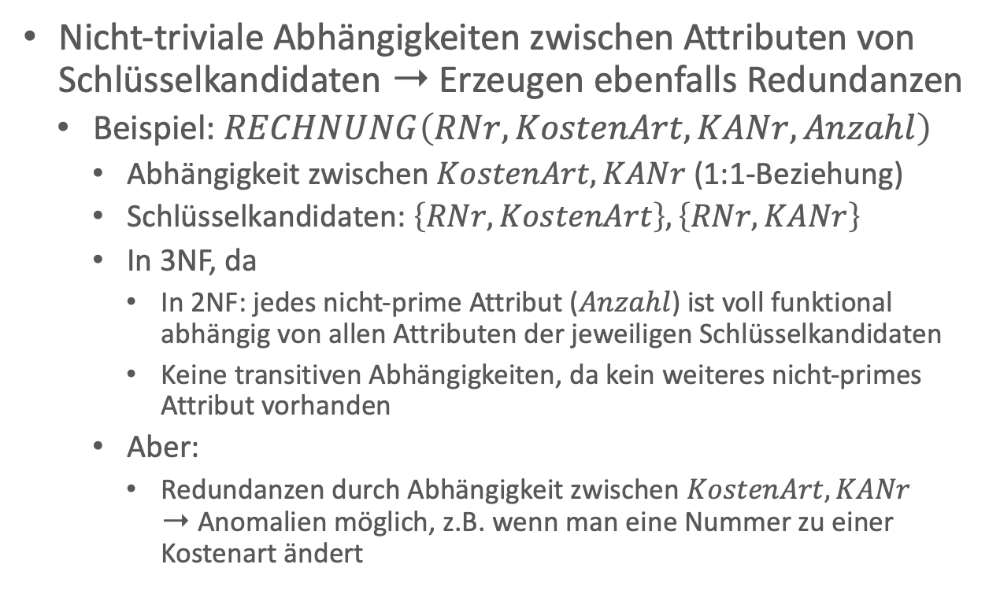 • Nicht-triviale Abhängigkeiten zwischen Attributen von
Schlüsselkandidaten → Erzeugen ebenfalls Redundanzen
• Beispiel: RECHNUNG(RNr, KostenArt, KANr, Anzahl)
• Abhängigkeit zwischen KostenArt, KANr (1:1-Beziehung)
• Schlüsselkandidaten: {RNr, KostenArt}, {RNr, KANr}
• In 3NF, da
• In 2NF: jedes nicht-prime Attribut (Anzahl) ist voll funktional
abhängig von allen Attributen der jeweiligen Schlüsselkandidaten
• Keine transitiven Abhängigkeiten, da kein weiteres nicht-primes
Attribut vorhanden
• Aber:
• Redundanzen durch Abhängigkeit zwischen KostenArt, KANr
→ Anomalien möglich, z.B. wenn man eine Nummer zu einer
Kostenart ändert